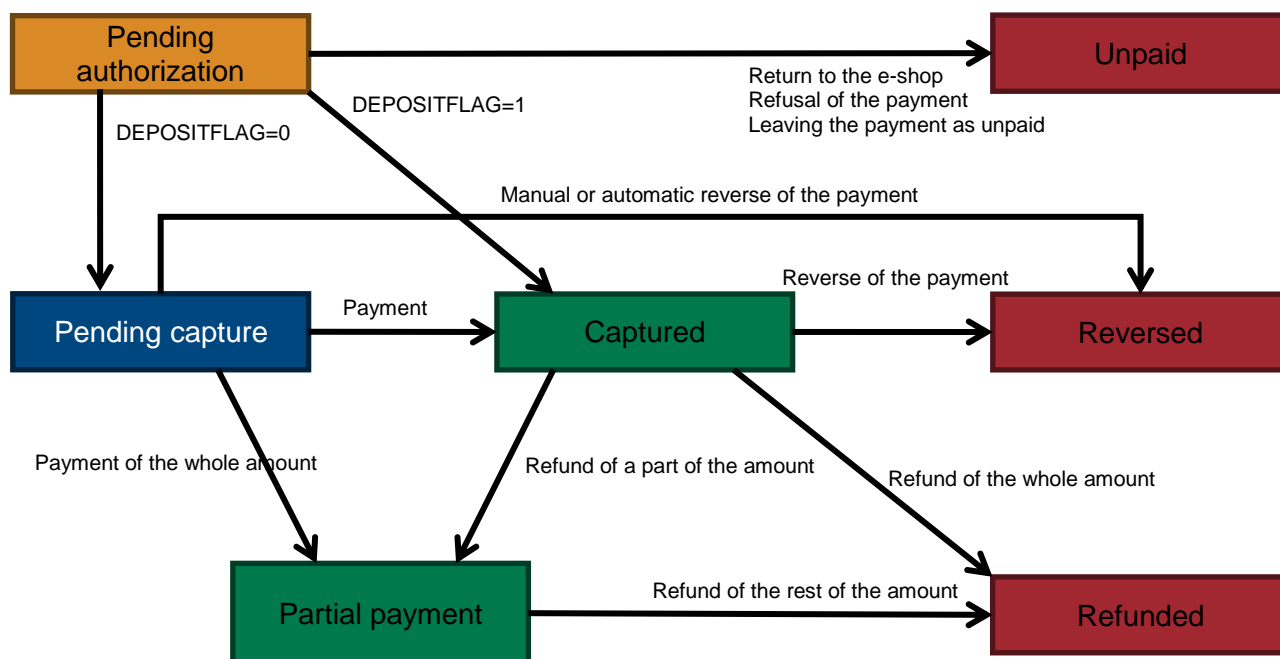 Pending
authorization
Unpaid
Return to the e-shop
Refusal of the payment
Leaving the payment as unpaid
DEPOSITFLAG=1
DEPOSITFLAG=0
Manual or automatic reverse of the payment
Reverse of the payment
Pending capture
Payment
Captured
Reversed
Payment of the whole amount
Refund of a part of the amount
Refund of the whole amount
Partial payment
Refund of the rest of the amount
Refunded